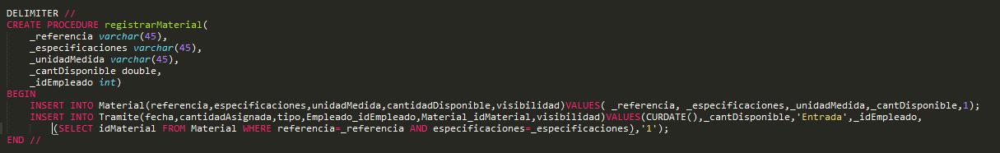 DELIMITER //
CREATE PROCEDURE registrarMaterial(
_referencia varchar(45),
_especificaciones varchar(45),
_unidadMedida varchar(45),
_cantDisponible double,
_idEmpleado int)
BEGIN
INSERT INTO Material(referencia,especificaciones,unidadMedida,cantidadDisponible,visibilidad)VALUES( _referencia, _especificaciones,_unidadMedida,_cantDisponible,1);
INSERT INTO Tramite(fecha,cantidadAsignada,tipo,Empleado_idEmpleado,Material_idMaterial,visibilidad)VALUES(CURDATE(),_cantDisponible,'Entrada',_idEmpleado,
(SELECT idMaterial FROM Material WHERE referencia=_referencia AND especificaciones=_especificaciones),'1');
END //